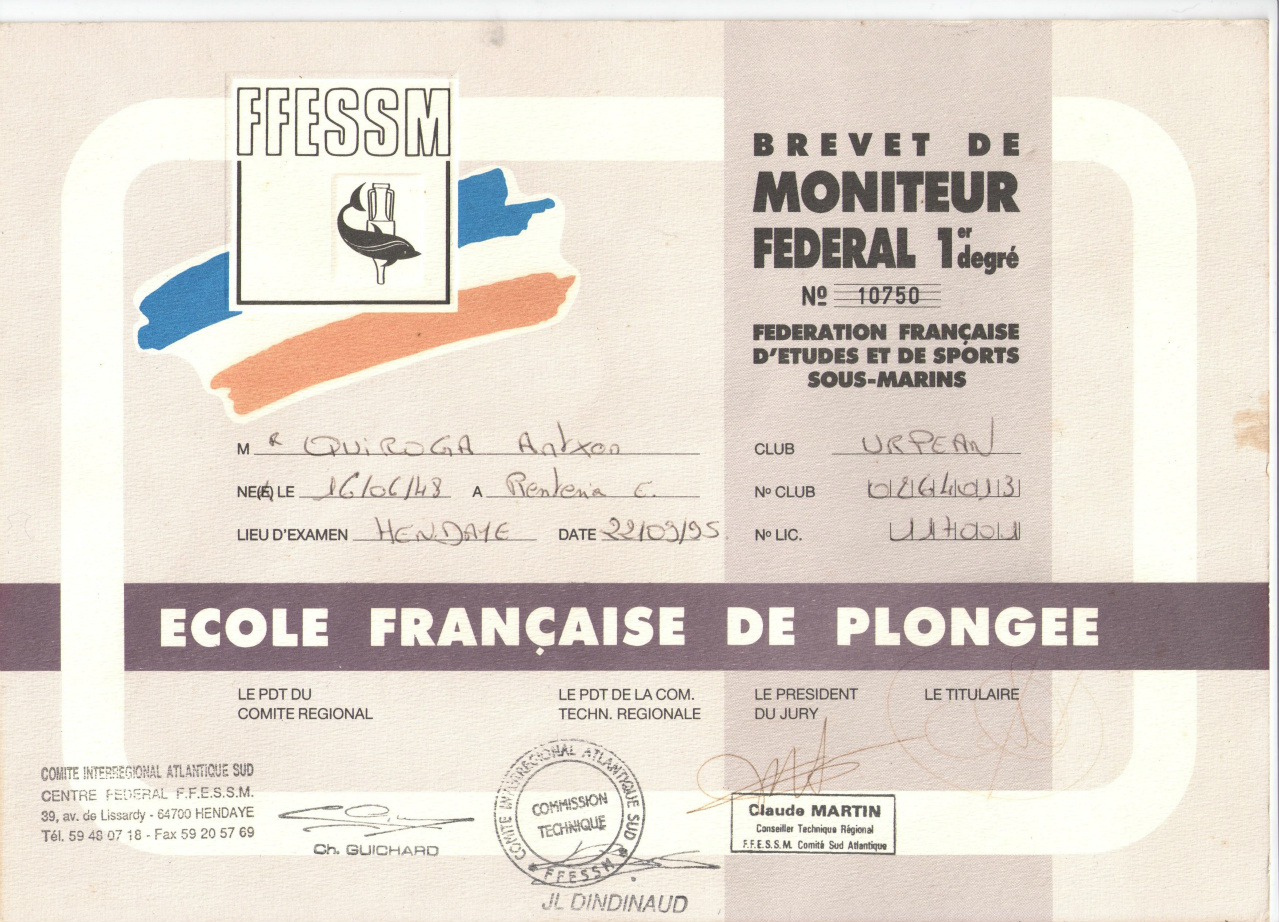 FFESSM
BREVET DE
MONITEUR
FEDERAL 1er degré
Nº 10750
FEDERATION FRANÇAISE
D'ETUDES ET DE SPORTS
SOUS-MARINS
MR QUIROGA Antxon
NE(E) LE 16/06/48 A Renteria E.
LIEU D'EXAMEN HENDAYE DATE 22/09/95
CLUB URPEAN
Nº CLUB
Nº LIC.
ECOLE FRANÇAISE DE PLONGEE
LE PDT DU
COMITE REGIONAL
LE PDT DE LA COM.
TECHN. REGIONALE
LE PRESIDENT
DU JURY
LE TITULAIRE
COMITE INTERREGIONAL ATLANTIQUE SUD
CENTRE FEDERAL F.F.E.S.S.M.
39, av. de Lissardy - 64700 HENDAYE
Tél. 59 48 07 18 - Fax 59 20 57 69
Ch. GUICHARD
COMITE INTERREGIONAL ATLANTIQUE SUD
COMMISSION
TECHNIQUE
FFESSM
JL DINDINAUD
Claude MARTIN
Conseiller Technique Régional
F.F.E.S.S.M. Comité Sud Atlantique